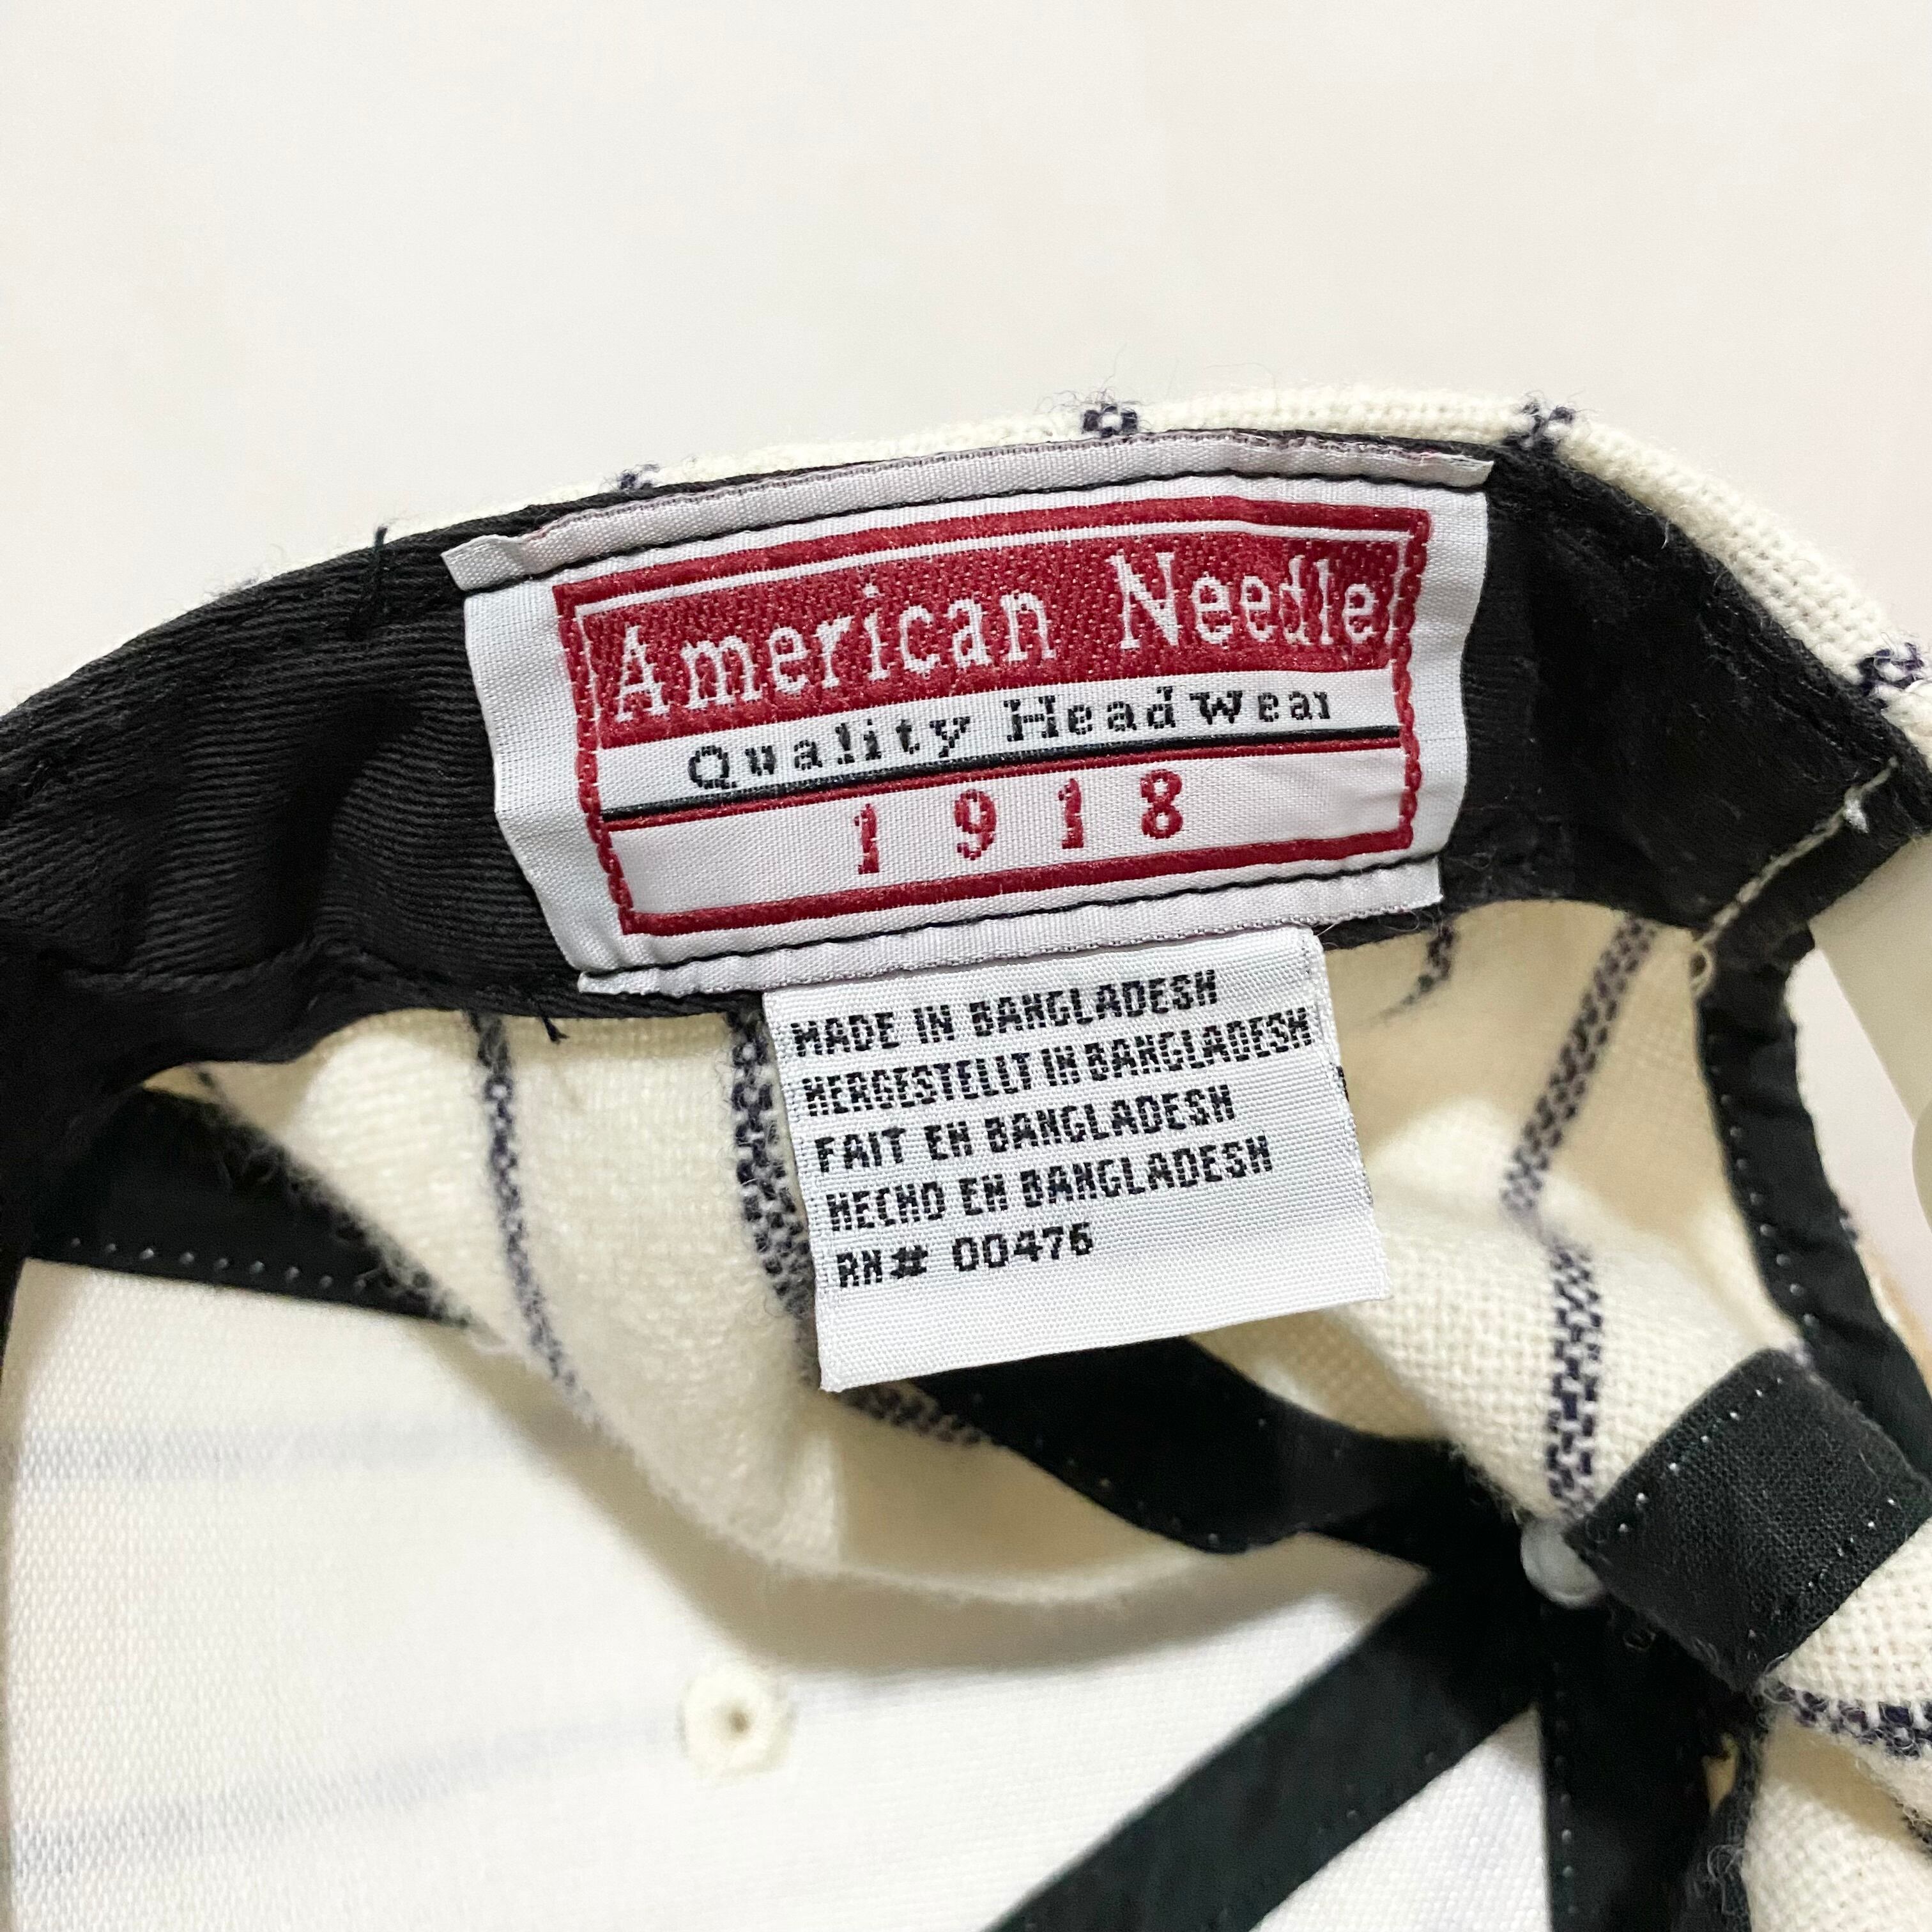 American Needle
Quality Headwear
1918
MADE IN BANGLADESH
HERGESTELLT IN BANGLADESH
FAIT EN BANGLADESH
HECHO EN BANGLADESH
RN# 00476